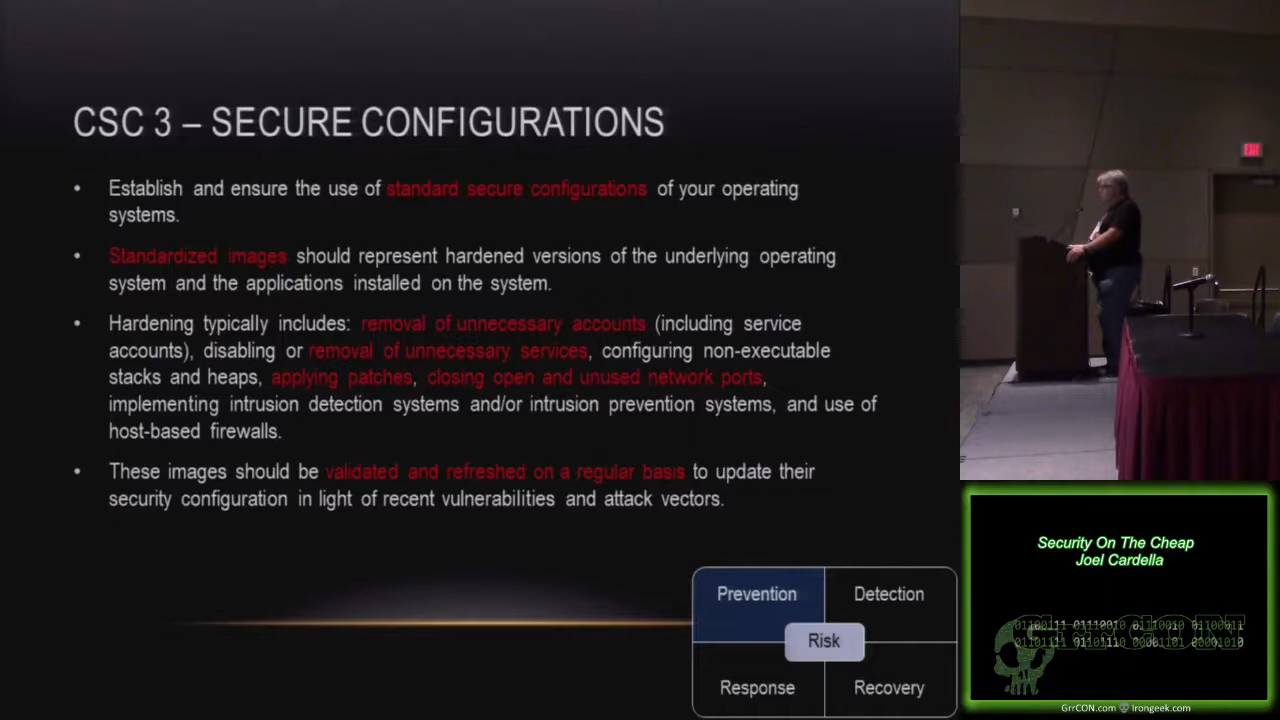 CSC 3 – SECURE CONFIGURATIONS
• Establish and ensure the use of standard secure configurations of your operating
systems.
• Standardized images should represent hardened versions of the underlying operating
system and the applications installed on the system.
• Hardening typically includes: removal of unnecessary accounts (including service
accounts), disabling or removal of unnecessary services, configuring non-executable
stacks and heaps, applying patches, closing open and unused network ports,
implementing intrusion detection systems and/or intrusion prevention systems, and use of
host-based firewalls.
• These images should be validated and refreshed on a regular basis to update their
security configuration in light of recent vulnerabilities and attack vectors.
Prevention
Detection
Risk
Response
Recovery
EXIT
Security On The Cheap
Joel Cardella
GrrCON
GrrCON.com Irongeek.com